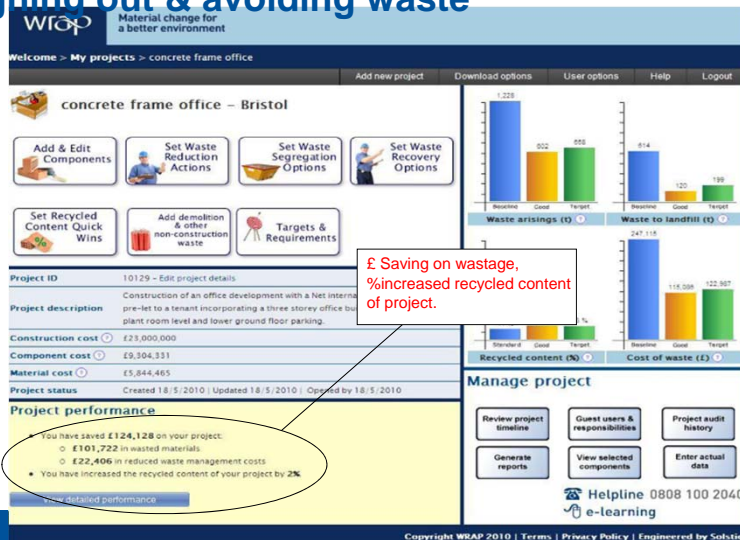 gning out & avoiding waste
wrap
Material change for
a better environment
Welcome > My projects > concrete frame office
Add new project Download options User options Help Logout
concrete frame office – Bristol
Add & Edit
Components
Set Waste
Reduction
Actions
Set Waste
Segregation
Options
Set Waste
Recovery
Options
Set Recycled
Content Quick
Wins
Add demolition
& other
non-construction
waste
Targets &
Requirements
Project ID 10129 – Edit project details
Project description Construction of an office development with a Net interna
pre-let to a tenant incorporating a three storey office bu
plant room level and lower ground floor parking.
Construction cost ? £23,000,000
Component cost ? £9,304,331
Material cost ? £5,844,465
Project status Created 18/5/2010 | Updated 18/5/2010 | Opened by 18/5/2010
Project performance
You have saved £124,128 on your project:
£101,722 in wasted materials
£22,406 in reduced waste management costs
You have increased the recycled content of your project by 2%
View detailed performance
£ Saving on wastage,
%increased recycled content
of project.
1,228
602
658
Baseline Good Target
Waste arisings (t) ?
614
120
199
Baseline Good Target
Waste to landfill (t) ?
%
Standard Good Target
Recycled content (%) ?
247,115
115,086
122,987
Baseline Good Target
Cost of waste (£) ?
Manage project
Review project
timeline
Guest users &
responsibilities
Project audit
history
Generate
reports
View selected
components
Enter actual
data
Helpline 0808 100 2040
e-learning
Copyright WRAP 2010 | Terms | Privacy Policy | Engineered by Solsti